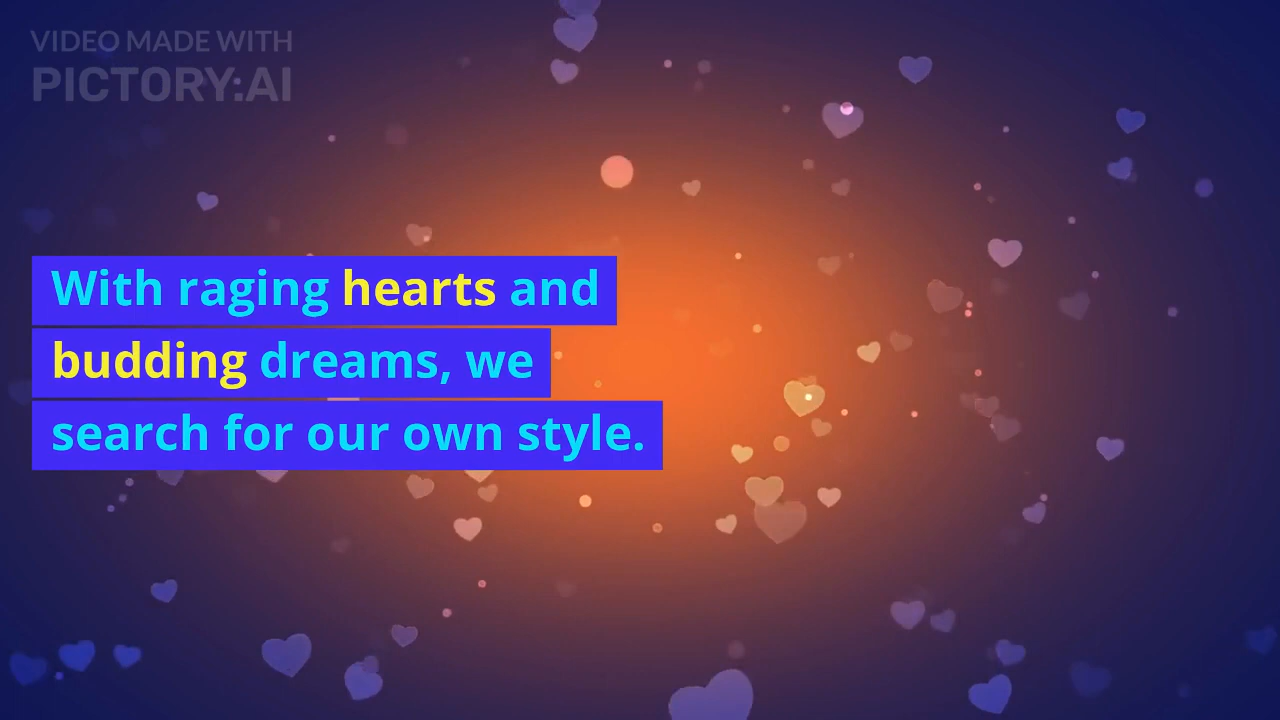 VIDEO MADE WITH
PICTORY:AI
With raging hearts and
budding dreams, we
search for our own style.